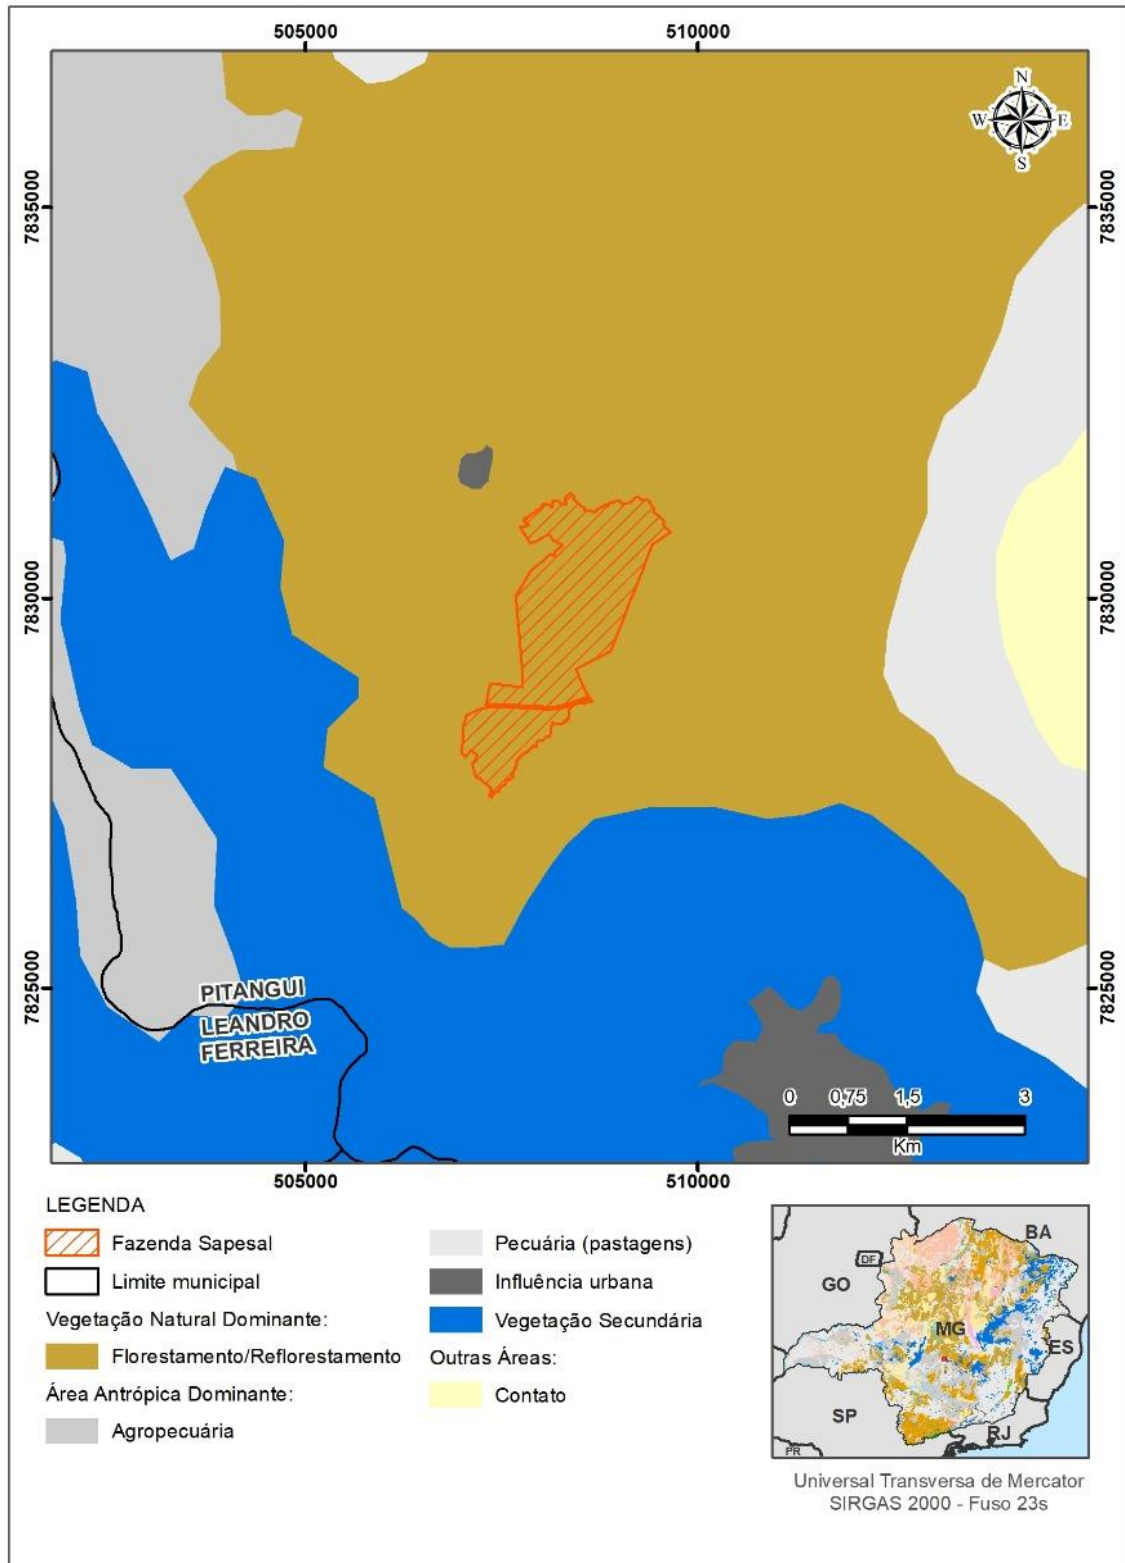 505000 510000
N
W E
S
7835000 7835000
7830000 7830000
7825000 7825000
PITANGUI
LEANDRO
FERREIRA
0 0,75 1,5 3
Km
505000 510000
LEGENDA
Fazenda Sapesal
Limite municipal
Vegetação Natural Dominante:
Florestamento/Reflorestamento
Área Antrópica Dominante:
Agropecuária
Pecuária (pastagens)
Influência urbana
Vegetação Secundária
Outras Áreas:
Contato
BA
DF
GO
MG
ES
SP
RJ
PR
Universal Transversa de Mercator
SIRGAS 2000 - Fuso 23s